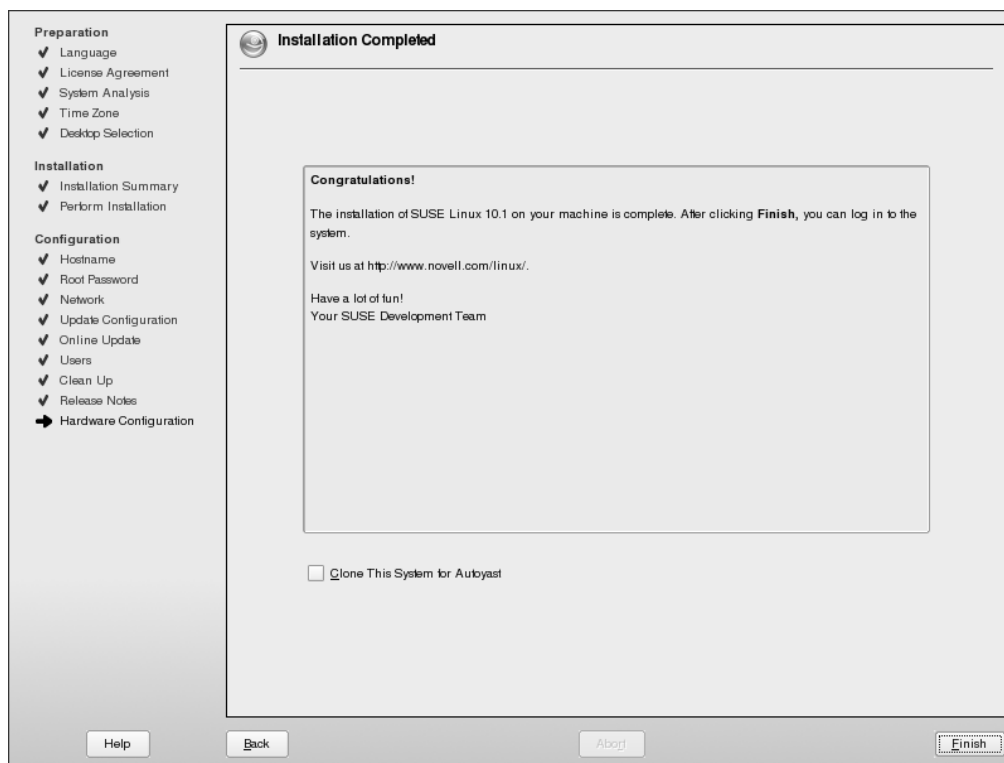 Preparation
Language
License Agreement
System Analysis
Time Zone
Desktop Selection
Installation
Installation Summary
Perform Installation
Configuration
Hostname
Root Password
Network
Update Configuration
Online Update
Users
Clean Up
Release Notes
Hardware Configuration
Installation Completed
Congratulations!
The installation of SUSE Linux 10.1 on your machine is complete. After clicking Finish, you can log in to the
system.
Visit us at http://www.novell.com/linux/.
Have a lot of fun!
Your SUSE Development Team
Clone This System for Autoyast
Help
Back
Abort
Finish